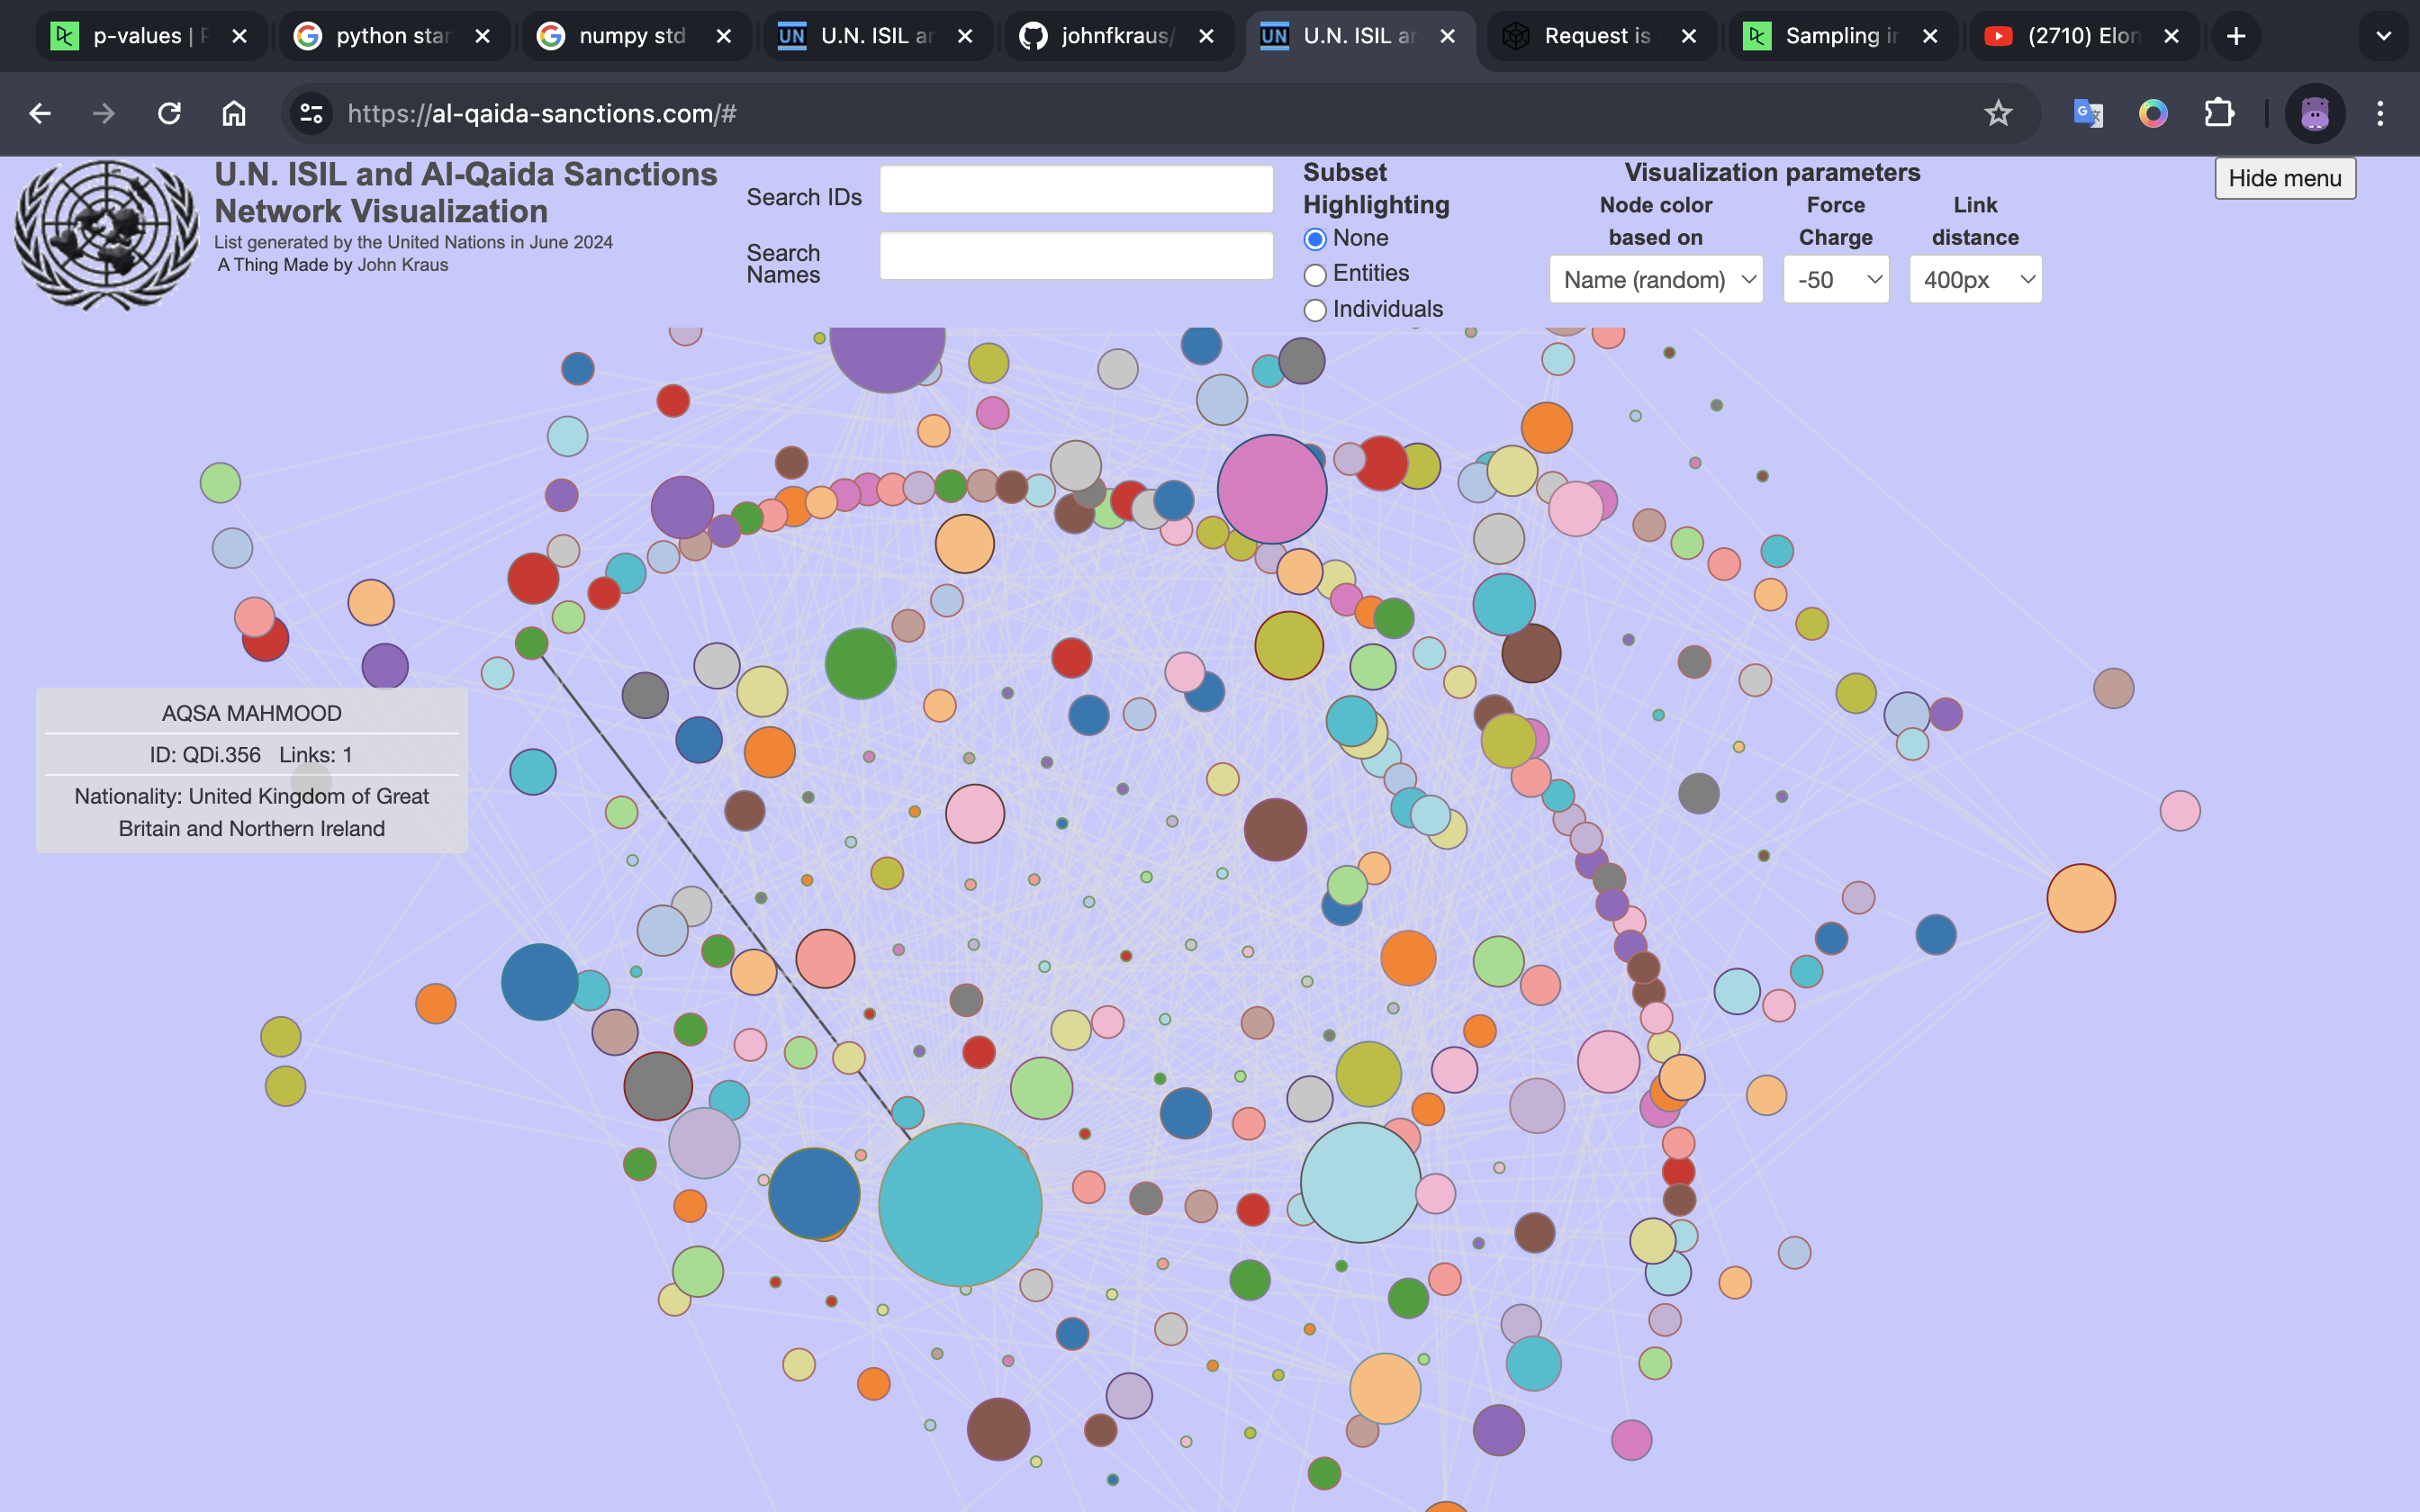 p-values | P
python star
numpy std
UN
U.N. ISIL ar
johnfkraus/
UN
U.N. ISIL ar
Request is
Sampling in
(2710) Elon
https://al-qaida-sanctions.com/#
U.N. ISIL and Al-Qaida Sanctions
Network Visualization
List generated by the United Nations in June 2024
A Thing Made by John Kraus
Search IDs
Search
Names
Subset
Highlighting
None
Entities
Individuals
Visualization parameters
Node color
based on
Name (random)
Force
Charge
-50
Link
distance
400px
Hide menu
AQSA MAHMOOD
ID: QDi.356 Links: 1
Nationality: United Kingdom of Great
Britain and Northern Ireland